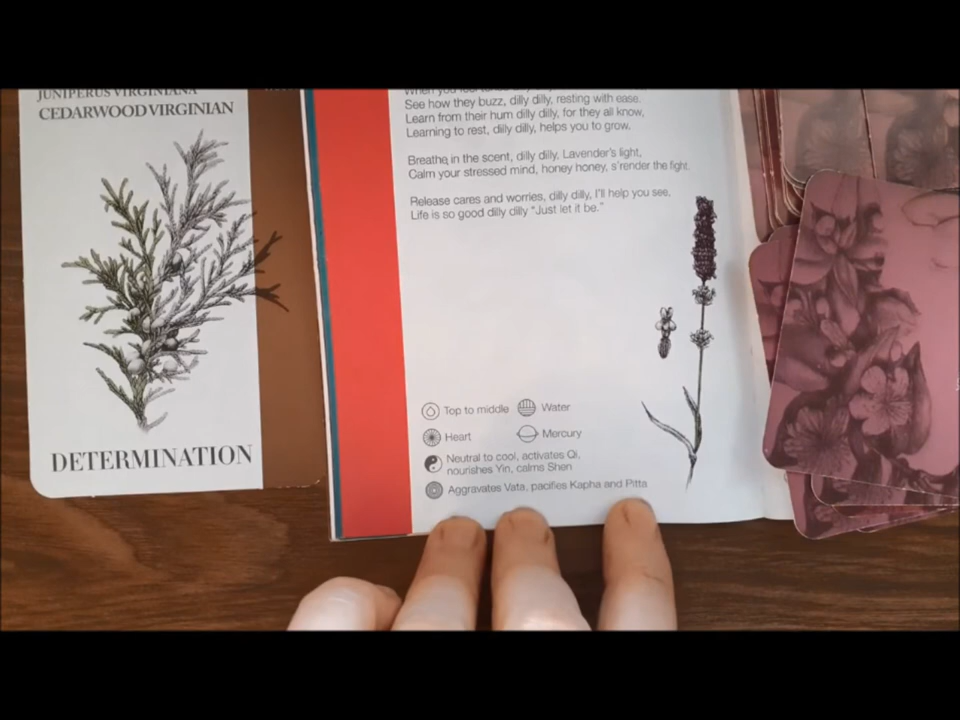 JUNIPERUS VIRGINIANA
CEDARWOOD VIRGINIAN
DETERMINATION
See how they buzz, dilly dilly, resting with ease.
Learn from their hum dilly dilly, for they all know,
Learning to rest, dilly dilly, helps you to grow.
Breathe in the scent, dilly dilly, Lavender's light,
Calm your stressed mind, honey honey, s'render the fight.
Release cares and worries, dilly dilly, I'll help you see,
Life is so good dilly dilly "Just let it be."
Top to middle
Water
Heart
Mercury
Neutral to cool, activates Qi,
nourishes Yin, calms Shen
Aggravates Vata, pacifies Kapha and Pitta